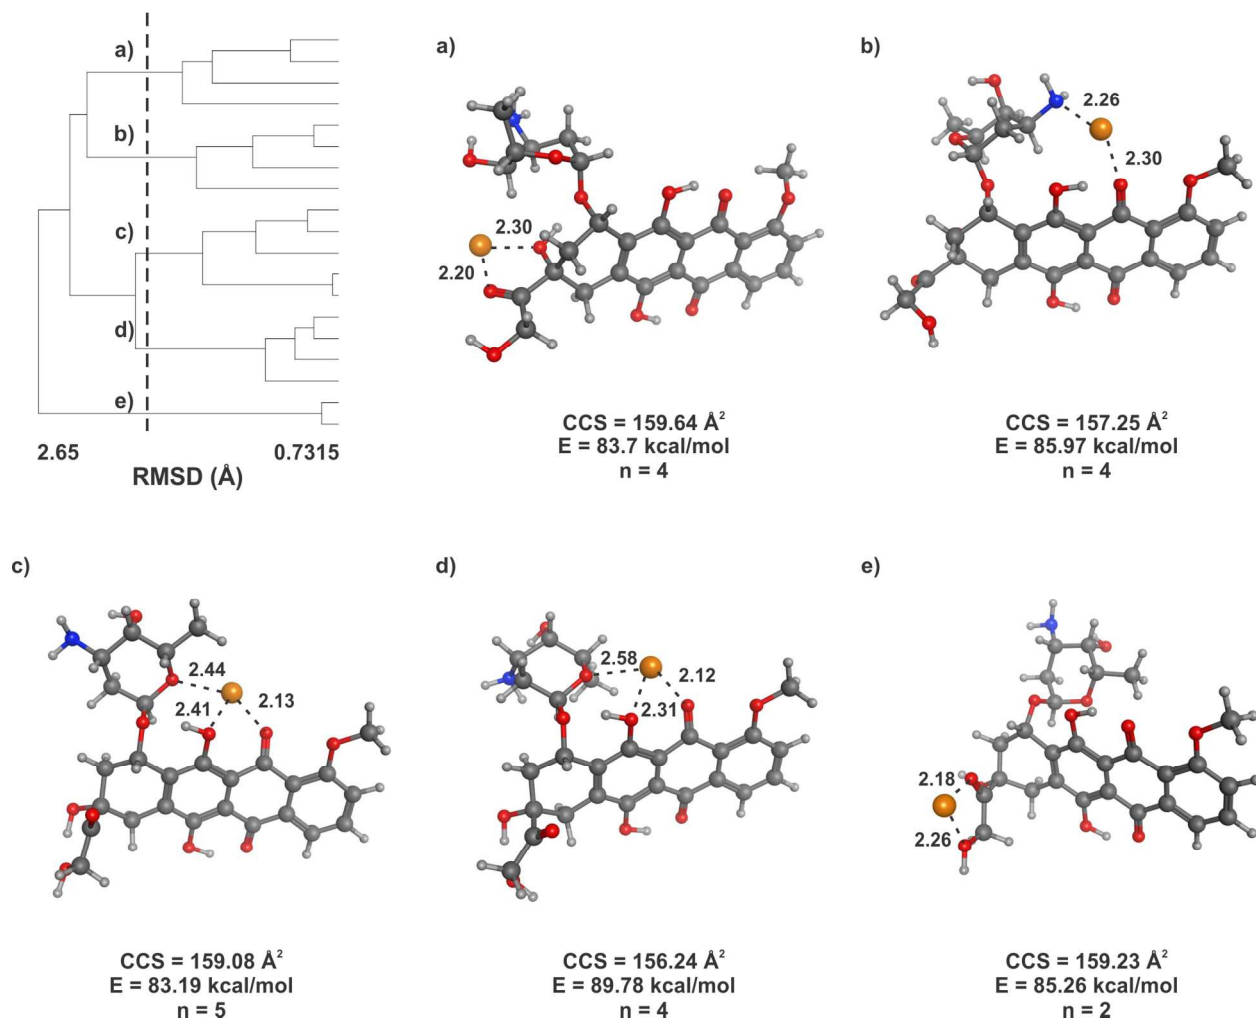 a)
b)
c)
d)
e)
2.65
0.7315
RMSD (Å)
a)
2.30
2.20
CCS = 159.64 Å²
E = 83.7 kcal/mol
n = 4
b)
2.26
2.30
CCS = 157.25 Å²
E = 85.97 kcal/mol
n = 4
c)
2.44
2.41
2.13
CCS = 159.08 Å²
E = 83.19 kcal/mol
n = 5
d)
2.58
2.12
2.31
CCS = 156.24 Å²
E = 89.78 kcal/mol
n = 4
e)
2.18
2.26
CCS = 159.23 Å²
E = 85.26 kcal/mol
n = 2